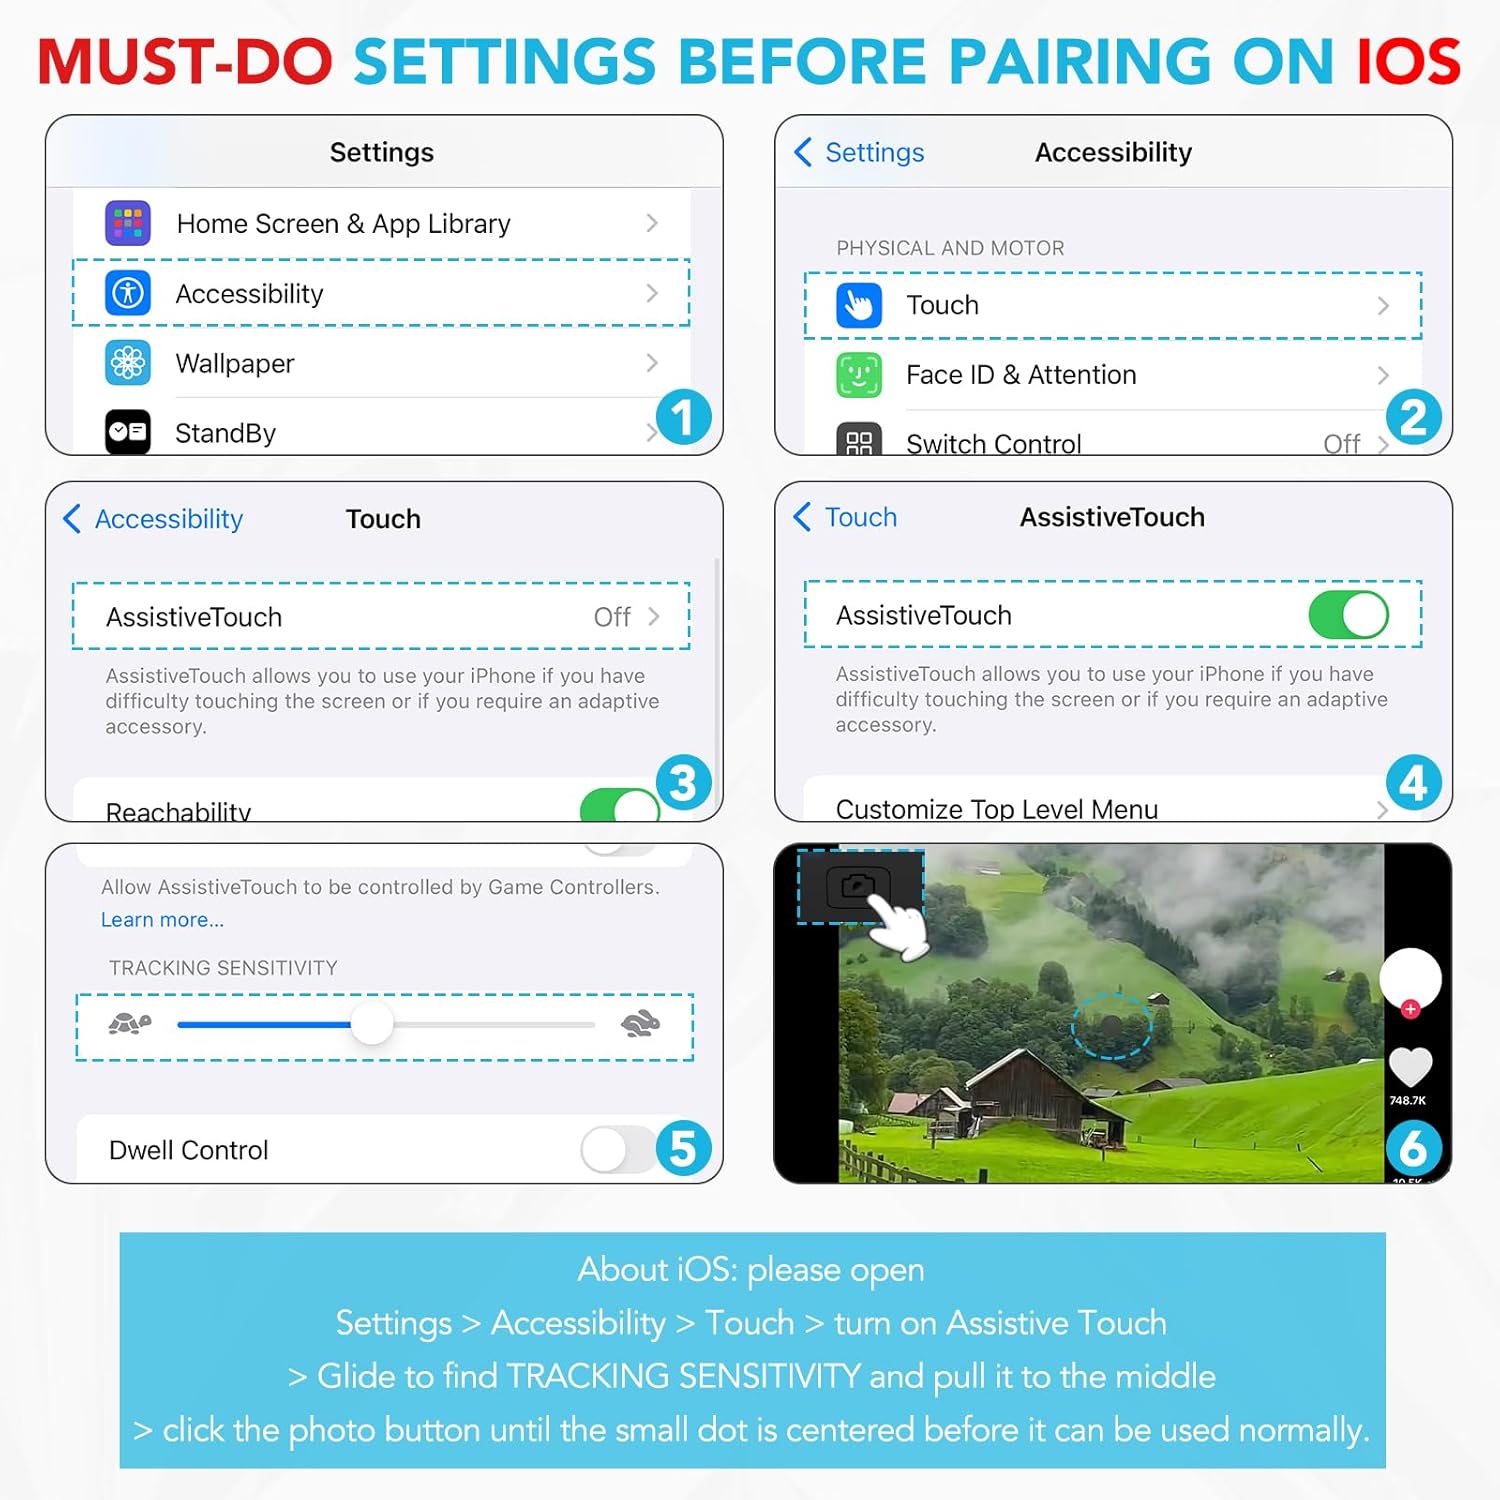 MUST-DO SETTINGS BEFORE PAIRING ON IOS
Settings
Home Screen & App Library
Accessibility
Wallpaper
StandBy
1
Settings
Accessibility
PHYSICAL AND MOTOR
Touch
Face ID & Attention
Switch Control Off
2
Accessibility
Touch
AssistiveTouch Off
AssistiveTouch allows you to use your iPhone if you have
difficulty touching the screen or if you require an adaptive
accessory.
Reachability
3
Touch
AssistiveTouch
AssistiveTouch
AssistiveTouch allows you to use your iPhone if you have
difficulty touching the screen or if you require an adaptive
accessory.
Customize Top Level Menu
4
Allow AssistiveTouch to be controlled by Game Controllers.
Learn more...
TRACKING SENSITIVITY
Dwell Control
5
748.7K
6
About iOS: please open
Settings > Accessibility > Touch > turn on Assistive Touch
> Glide to find TRACKING SENSITIVITY and pull it to the middle
> click the photo button until the small dot is centered before it can be used normally.